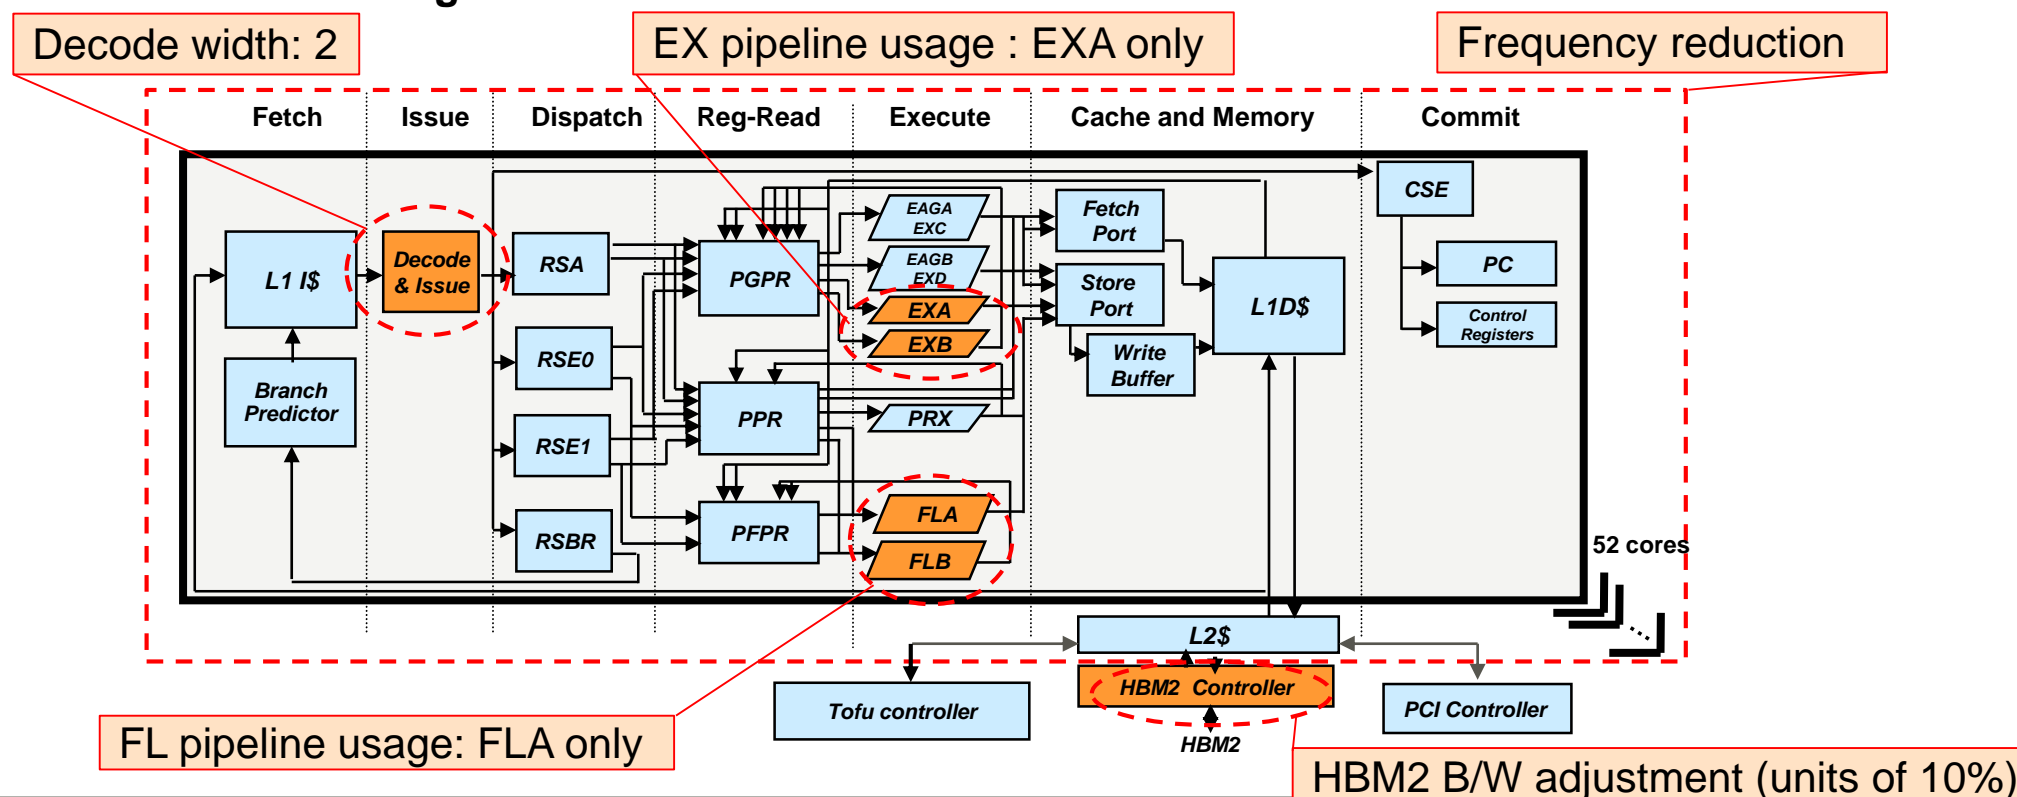 Decode width: 2
EX pipeline usage : EXA only
Frequency reduction
Fetch
Issue
Dispatch
Reg-Read
Execute
Cache and Memory
Commit
L1 I$
Branch
Predictor
Decode
& Issue
RSA
RSE0
RSE1
RSBR
PGPR
PPR
PFPR
EAGA
EXC
EAGB
EXD
EXA
EXB
PRX
FLA
FLB
Fetch
Port
Store
Port
Write
Buffer
L1D$
CSE
PC
Control
Registers
52 cores
L2$
HBM2 Controller
HBM2
Tofu controller
PCI Controller
FL pipeline usage: FLA only
HBM2 B/W adjustment (units of 10%)